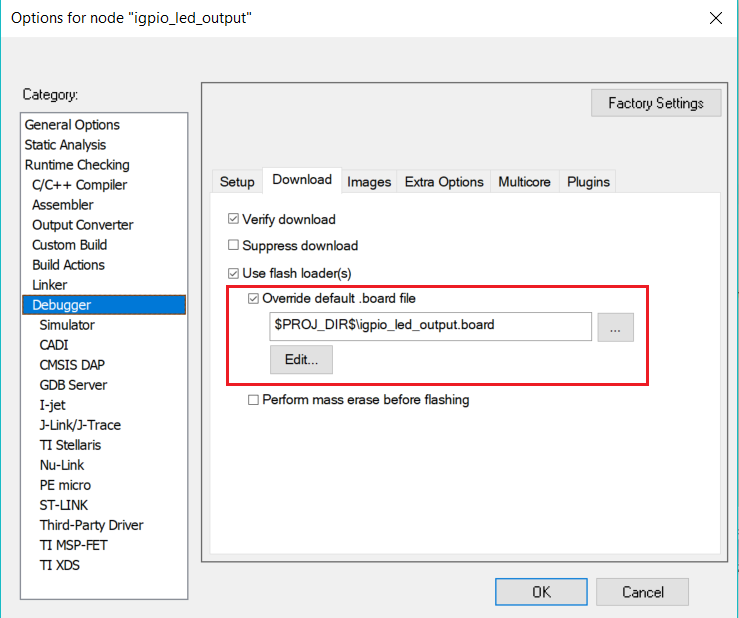 Options for node "igpio_led_output"
Category:
General Options
Static Analysis
Runtime Checking
C/C++ Compiler
Assembler
Output Converter
Custom Build
Build Actions
Linker
Debugger
Simulator
CADI
CMSIS DAP
GDB Server
I-jet
J-Link/J-Trace
TI Stellaris
Nu-Link
PE micro
ST-LINK
Third-Party Driver
TI MSP-FET
TI XDS
Factory Settings
Setup Download Images Extra Options Multicore Plugins
Verify download
Suppress download
Use flash loader(s)
Override default .board file
$PROJ_DIR$\igpio_led_output.board ...
Edit...
Perform mass erase before flashing
OK Cancel